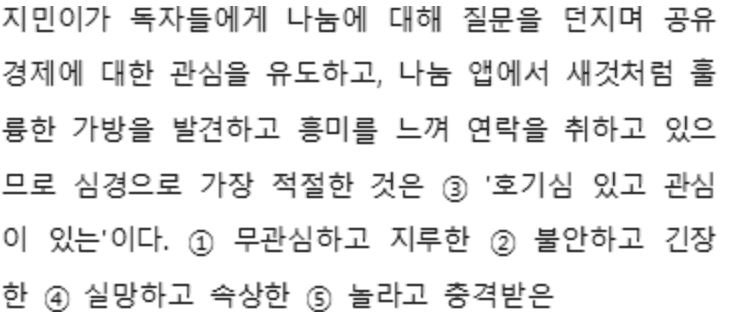 지민이가 독자들에게 나눔에 대해 질문을 던지며 공유
경제에 대한 관심을 유도하고, 나눔 앱에서 새것처럼 훌
륭한 가방을 발견하고 흥미를 느껴 연락을 취하고 있으
므로 심경으로 가장 적절한 것은 ③ '호기심 있고 관심
이 있는'이다. ① 무관심하고 지루한 ② 불안하고 긴장
한 ④ 실망하고 속상한 ⑤ 놀라고 충격받은